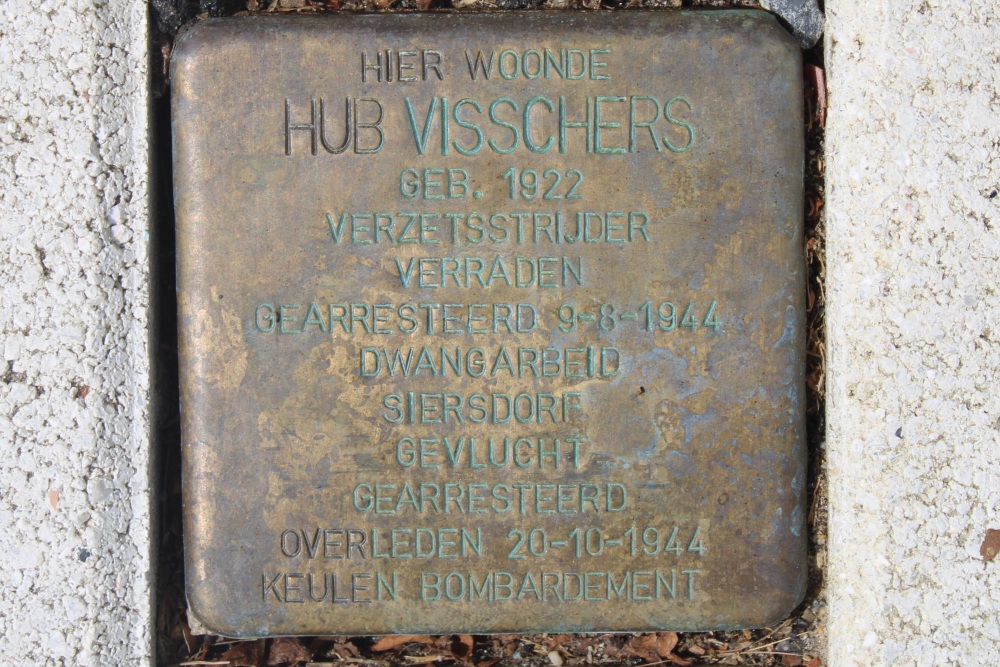 HIER WOONDE
HUB VISSCHERS
GEB. 1922
VERZETSSTRIJDER
VERRADEN
GEARRESTEERD 9-8-1944
DWANGARBEID
SIERSDORF
GEVLUCHT
GEARRESTEERD
OVERLEDEN 20-10-1944
KEULEN BOMBARDEMENT